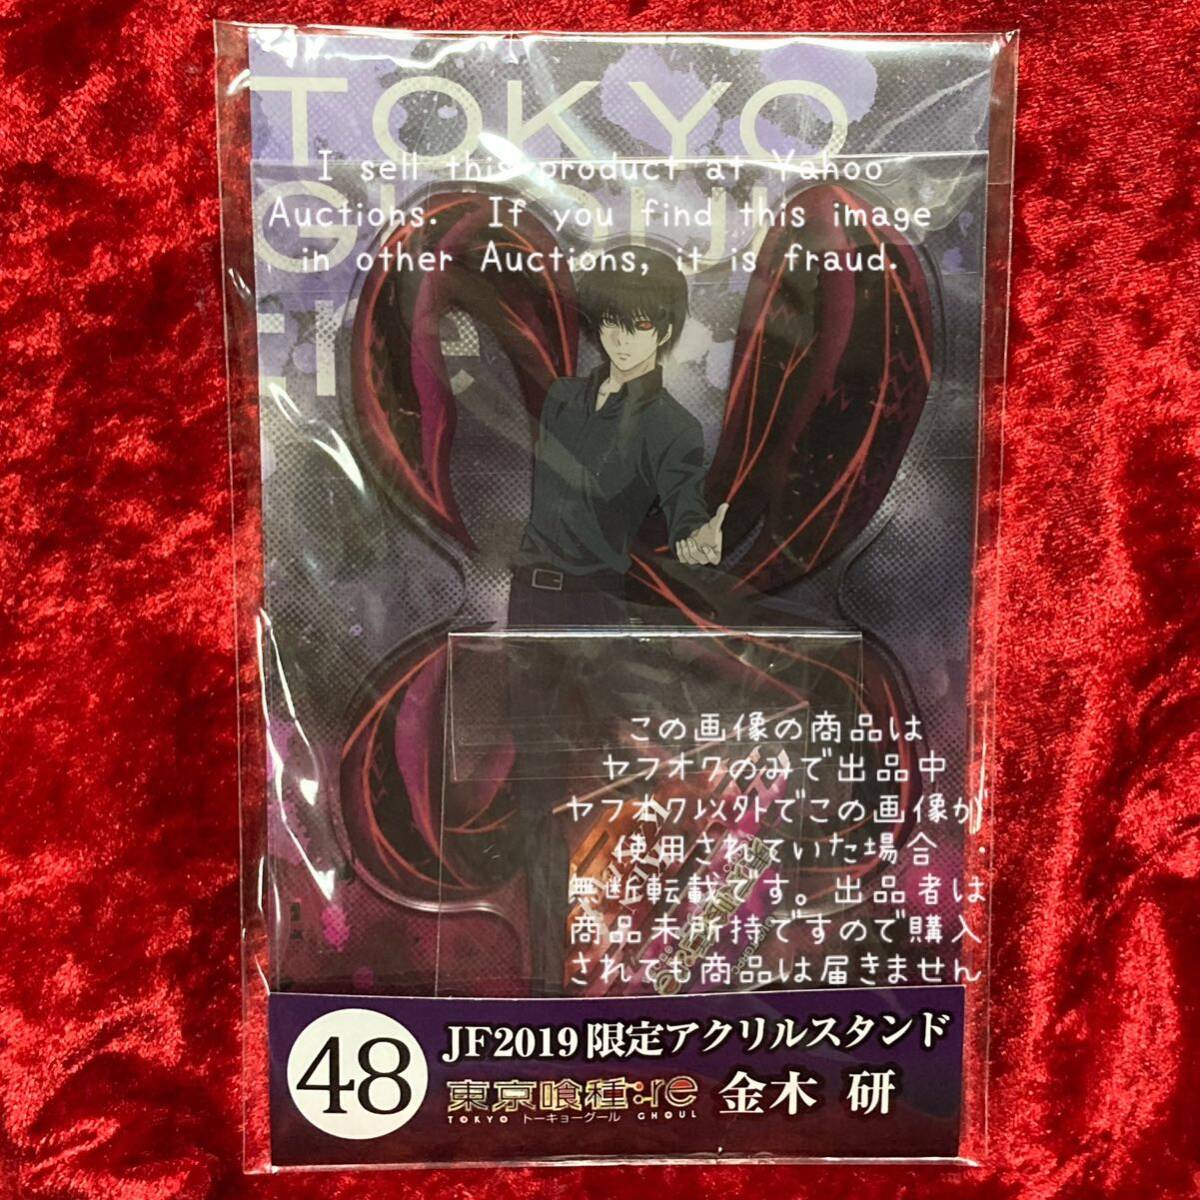 TOKYO
GHOUL
:re
I sell this product at Yahoo
Auctions. If you find this image
in other Auctions, it is fraud.
この画像の商品は
ヤフオクのみで出品中
ヤフオク以外でこの画像が
使用されていた場合
無断転載です。出品者は
商品未所持ですので購入
されても商品は届きません
48
JF2019 限定アクリルスタンド
東京喰種:re 金木 研
TOKYO トーキョーグール GHOUL